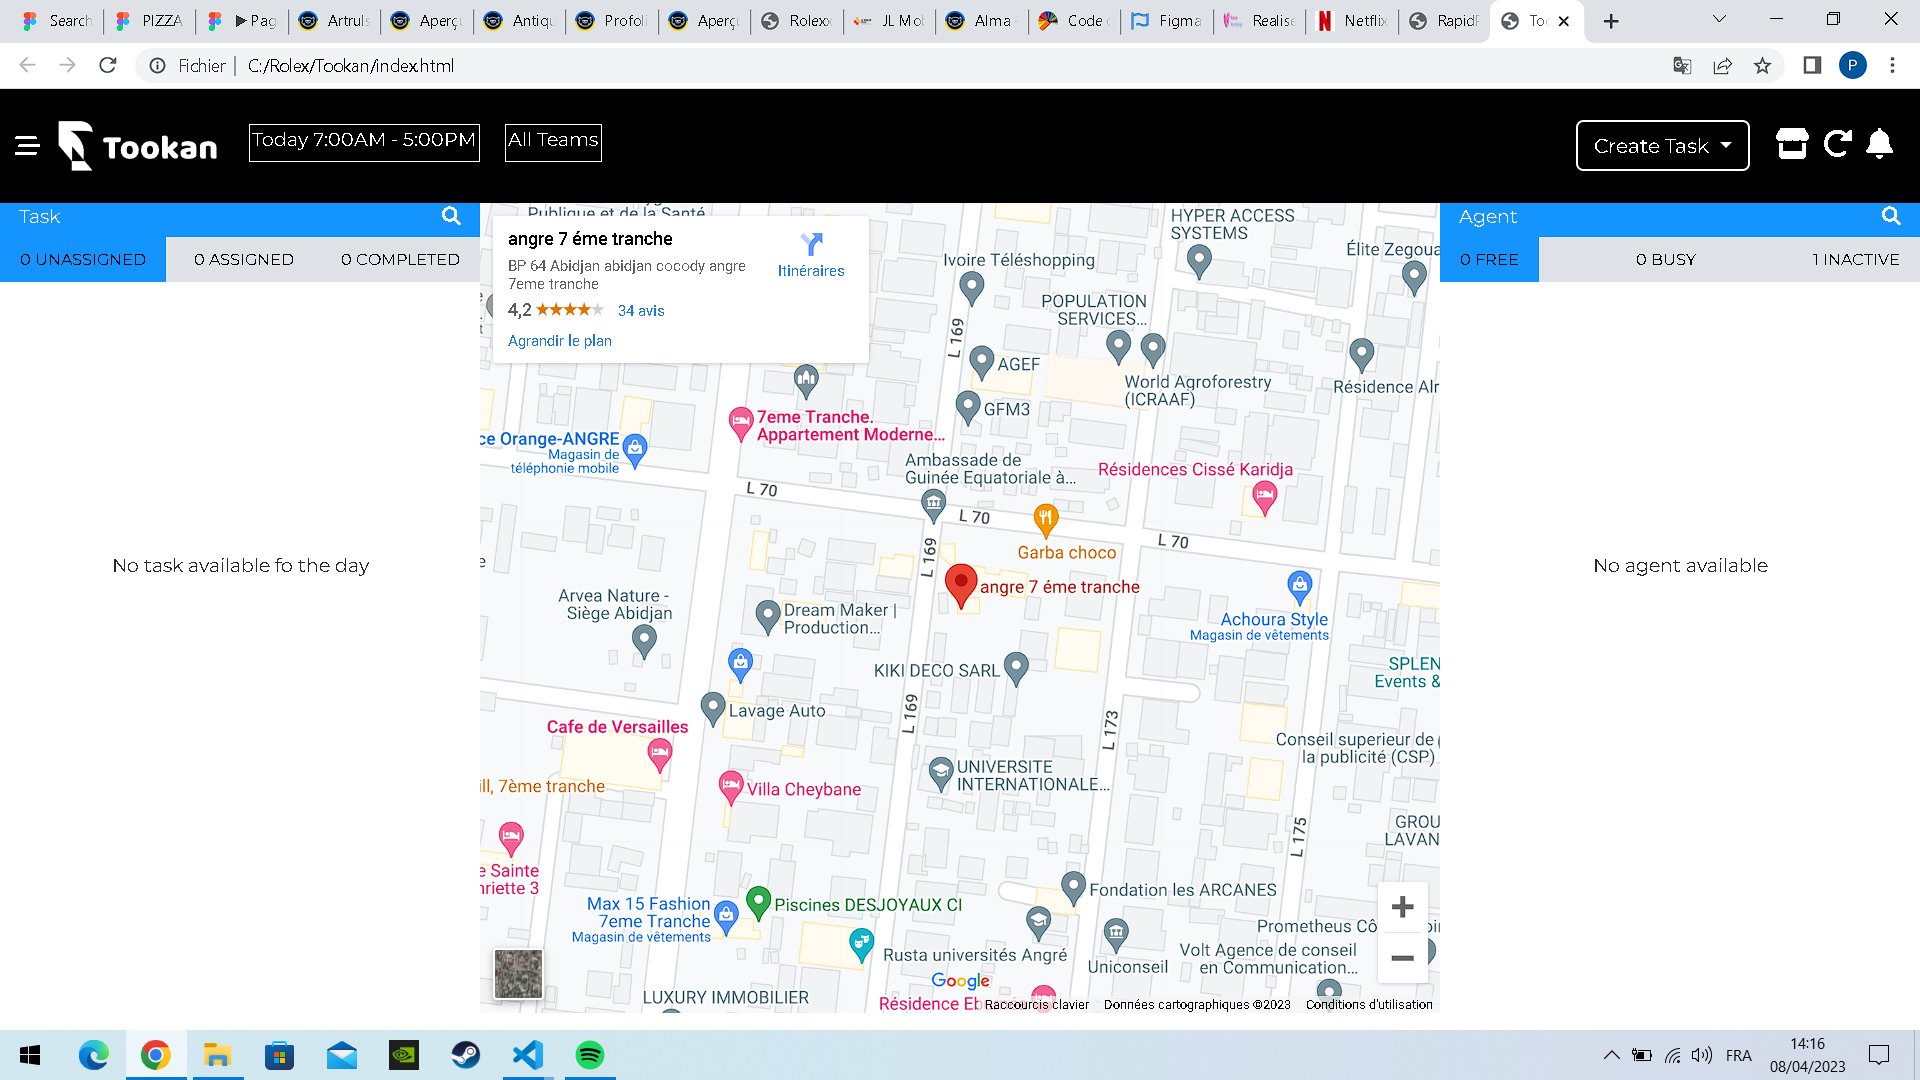 Search
PIZZA
Pag
Artruls
Aperçu
Antiqu
Profoli
Aperçu
Rolexx
JL Mob
Alma
Code
Figma
Realise
Netflix
RapidF
Too
Fichier
C:/Rolex/Tookan/index.html
P
Tookan
Today 7:00AM - 5:00PM
All Teams
Create Task
Task
0 UNASSIGNED
0 ASSIGNED
0 COMPLETED
No task available fo the day
Publique et de la Santé
angre 7 éme tranche
BP 64 Abidjan abidjan cocody angre
7eme tranche
4,2
34 avis
Agrandir le plan
Itinéraires
HYPER ACCESS
SYSTEMS
Élite Zegoua
Ivoire Téléshopping
POPULATION
SERVICES...
L 169
AGEF
World Agroforestry
(ICRAAF)
Résidence Alr
GFM3
7eme Tranche.
Appartement Moderne...
ce Orange-ANGRE
Magasin de
téléphonie mobile
Ambassade de
Guinée Equatoriale à...
Résidences Cissé Karidja
L 70
L 70
L 70
Garba choco
L 169
angre 7 éme tranche
Arvea Nature -
Siège Abidjan
Dream Maker |
Production...
Achoura Style
Magasin de vêtements
KIKI DECO SARL
SPLEN
Events &
Lavage Auto
L 169
L 173
Cafe de Versailles
Conseil superieur de
la publicité (CSP)
UNIVERSITE
INTERNATIONALE...
ill, 7ème tranche
Villa Cheybane
GROU
LAVAN
L 175
e Sainte
nriette 3
Fondation les ARCANES
Max 15 Fashion
7eme Tranche
Magasin de vêtements
Piscines DESJOYAUX CI
Prometheus Cô
Rusta universités Angré
Uniconseil
Volt Agence de conseil
en Communication...
Google
LUXURY IMMOBILIER
Résidence E
Raccourcis clavier
Données cartographiques ©2023
Conditions d'utilisation
Agent
0 FREE
0 BUSY
1 INACTIVE
No agent available
FRA
14:16
08/04/2023